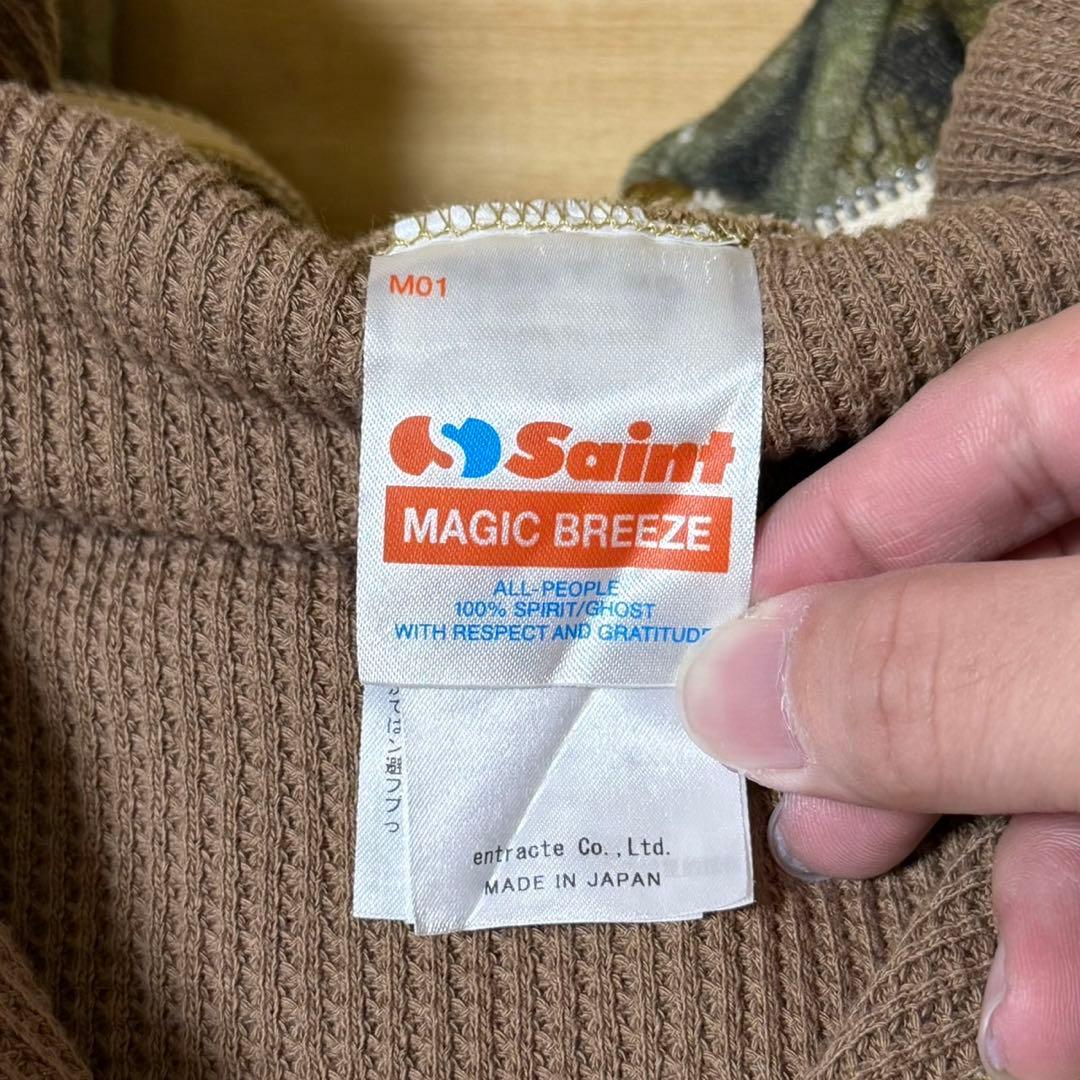 M01
Saint
MAGIC BREEZE
ALL-PEOPLE
100% SPIRIT/GHOST
WITH RESPECT AND GRATITUDE
entracte Co.,Ltd.
MADE IN JAPAN